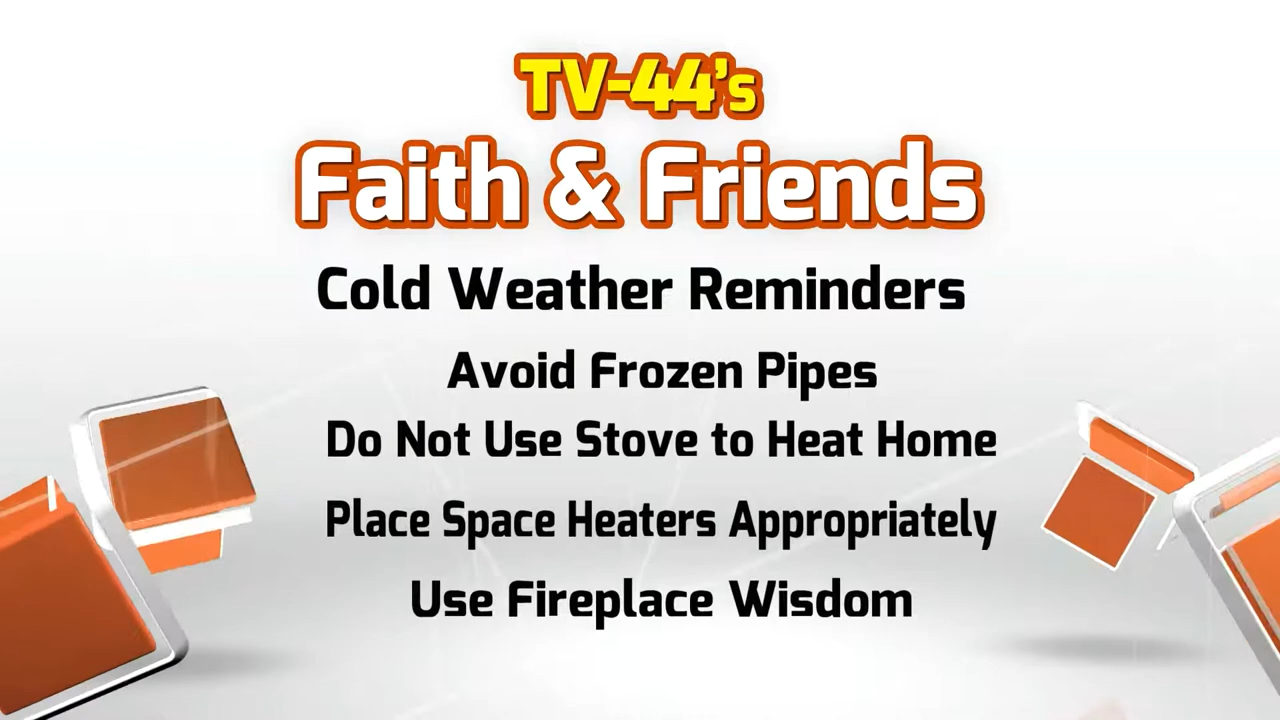 TV-44's
Faith & Friends
Cold Weather Reminders
Avoid Frozen Pipes
Do Not Use Stove to Heat Home
Place Space Heaters Appropriately
Use Fireplace Wisdom